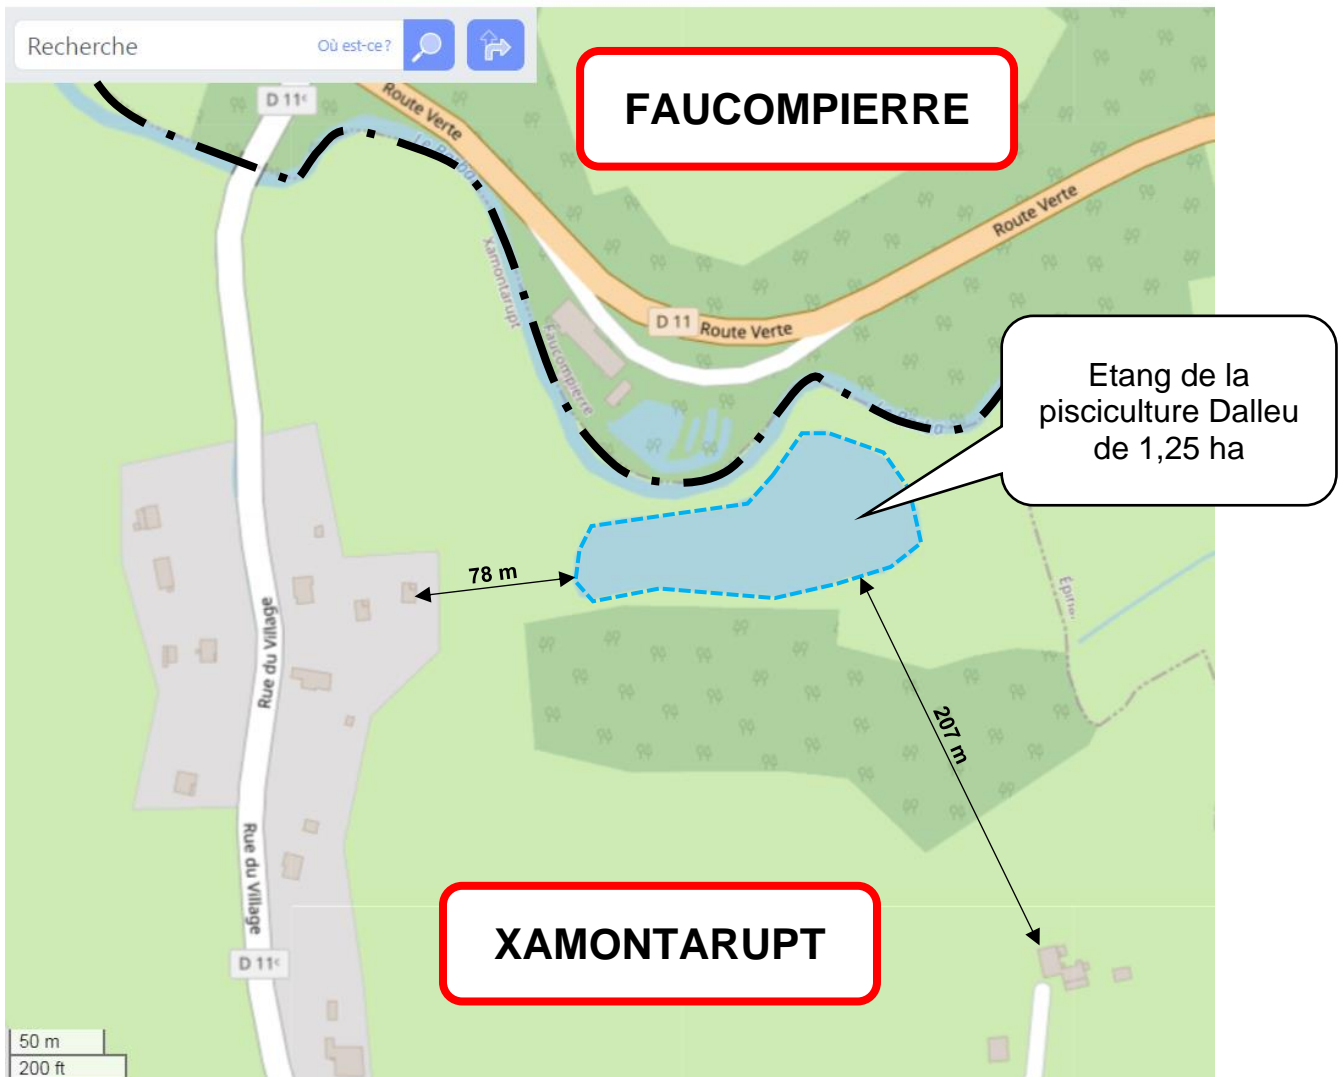 Recherche
Où est-ce ?
FAUCOMPIERRE
D 11ᶜ
Route Verte
Le Barba
Route Verte
Xamontarupt
Faucompierre
D 11
Route Verte
Etang de la
pisciculture Dalleu
de 1,25 ha
78 m
Rue du Village
207 m
Rue du Village
XAMONTARUPT
D 11ᶜ
50 m
200 ft